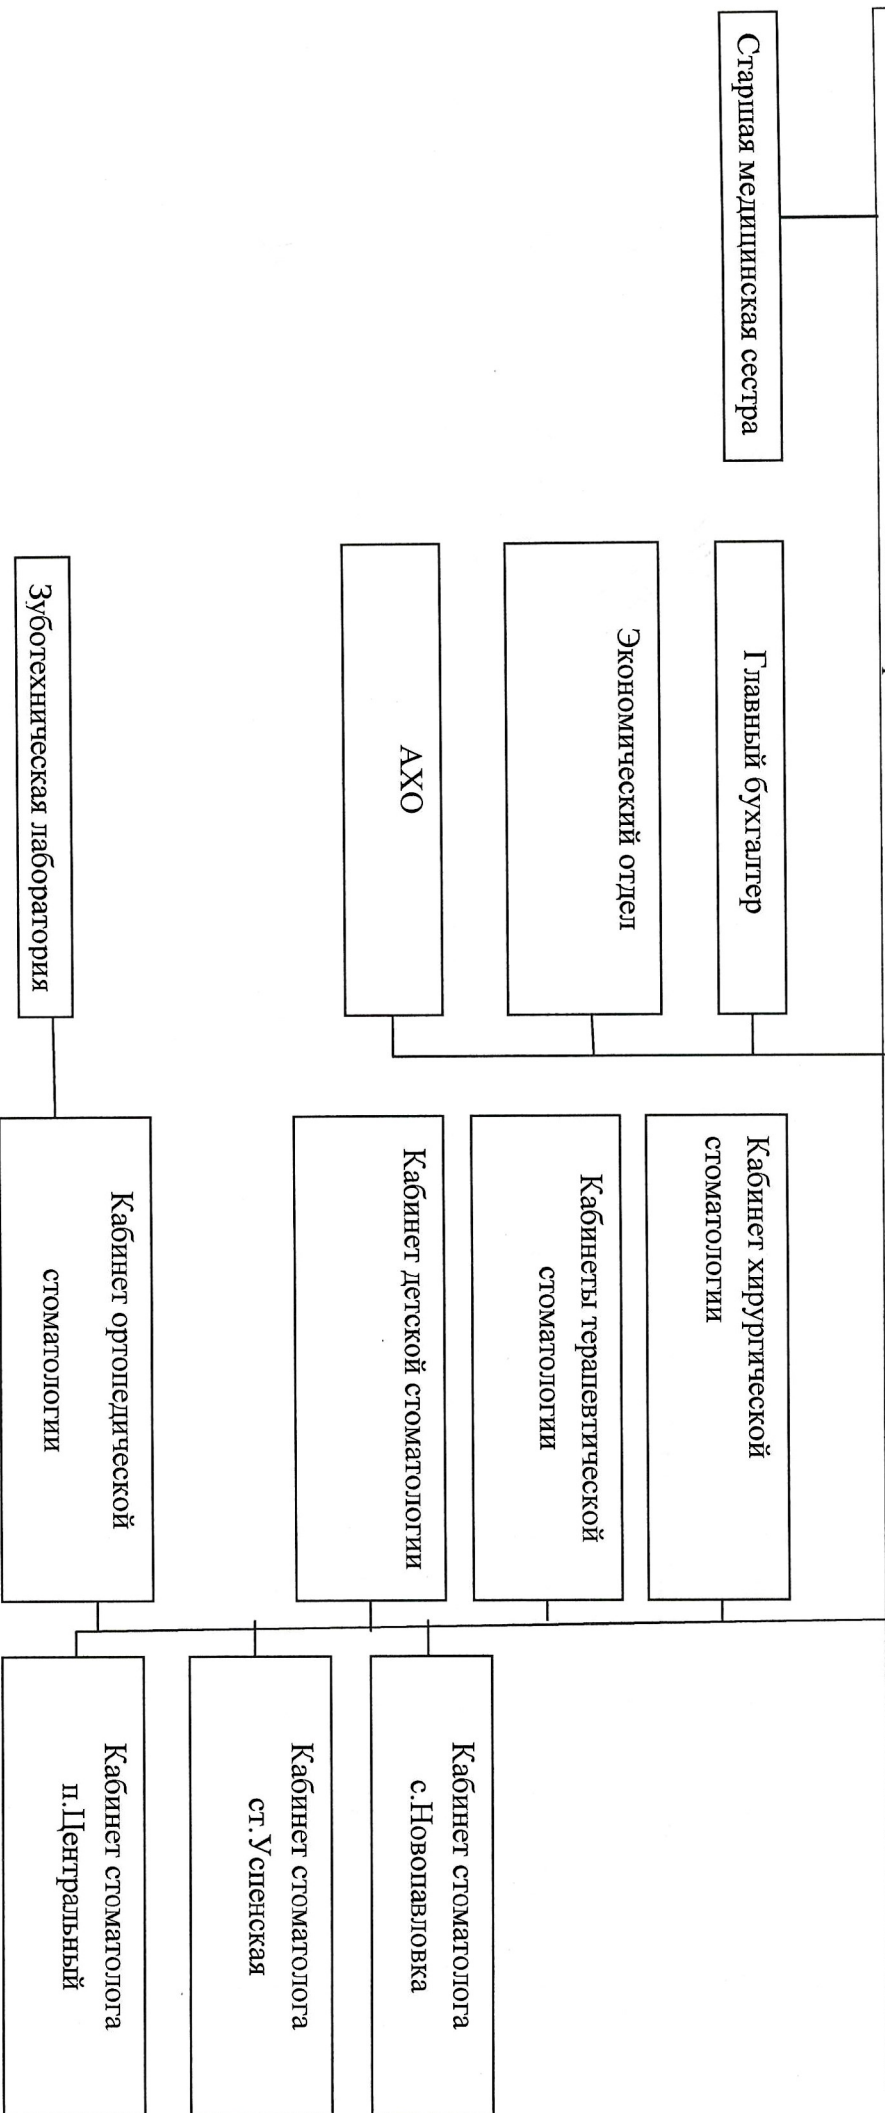 Старшая медицинская сестра
Главный бухгалтер
Экономический отдел
АХО
Зуботехническая лаборатория
Кабинет хирургической
стоматологии
Кабинеты терапевтической
стоматологии
Кабинет детской стоматологии
Кабинет ортопедической
стоматологии
Кабинет стоматолога
с.Новопавловка
Кабинет стоматолога
ст.Успенская
Кабинет стоматолога
п.Центральный